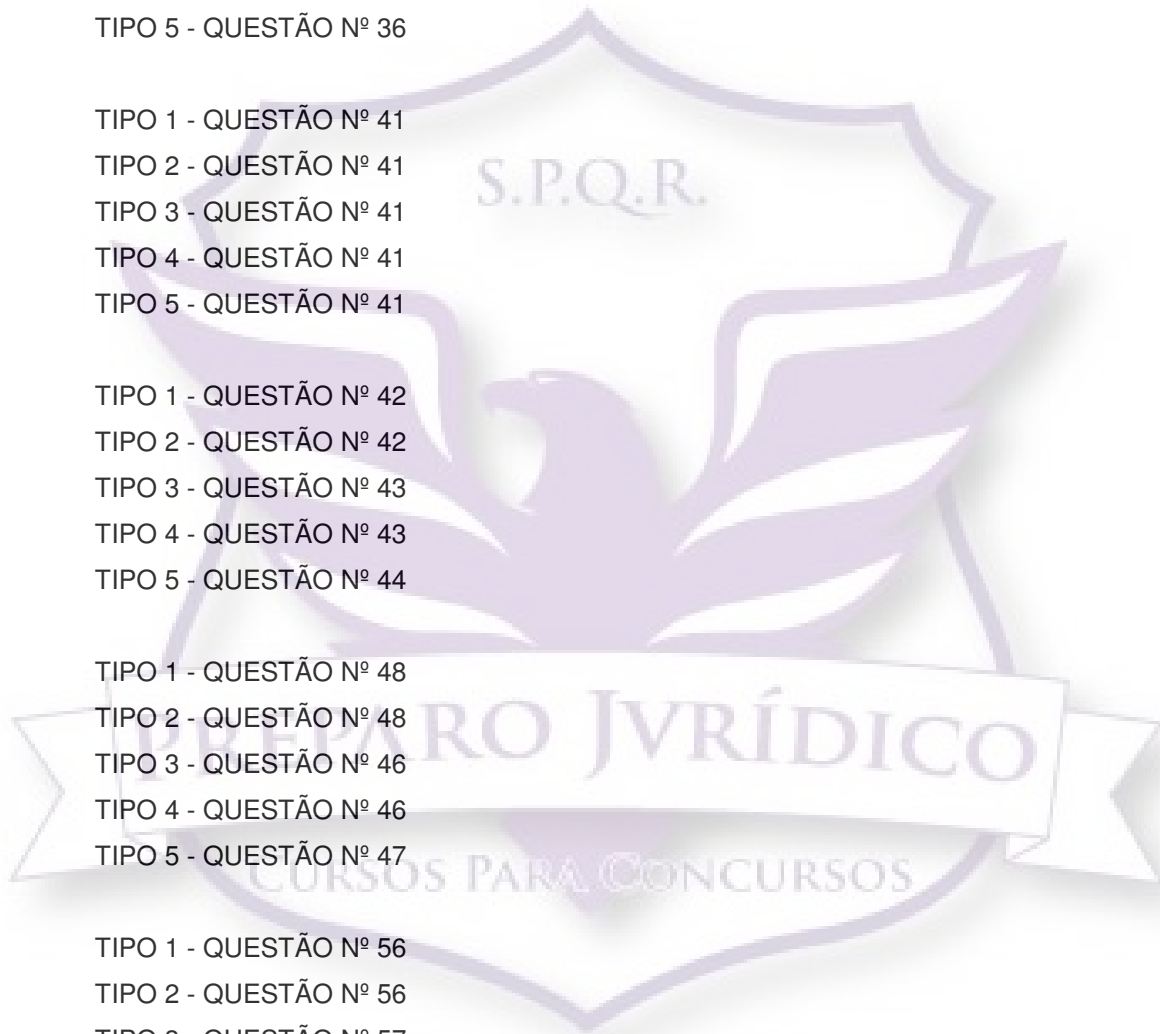 TIPO 5 - QUESTÃO Nº 36
S.P.Q.R.
TIPO 1 - QUESTÃO Nº 41
TIPO 2 - QUESTÃO Nº 41
TIPO 3 - QUESTÃO Nº 41
TIPO 4 - QUESTÃO Nº 41
TIPO 5 - QUESTÃO Nº 41
TIPO 1 - QUESTÃO Nº 42
TIPO 2 - QUESTÃO Nº 42
TIPO 3 - QUESTÃO Nº 43
TIPO 4 - QUESTÃO Nº 43
TIPO 5 - QUESTÃO Nº 44
TIPO 1 - QUESTÃO Nº 48
TIPO 2 - QUESTÃO Nº 48
TIPO 3 - QUESTÃO Nº 46
TIPO 4 - QUESTÃO Nº 46
TIPO 5 - QUESTÃO Nº 47
PREPARO JVRÍDICO
CURSOS PARA CONCURSOS
TIPO 1 - QUESTÃO Nº 56
TIPO 2 - QUESTÃO Nº 56
TIPO 3 - QUESTÃO Nº 57